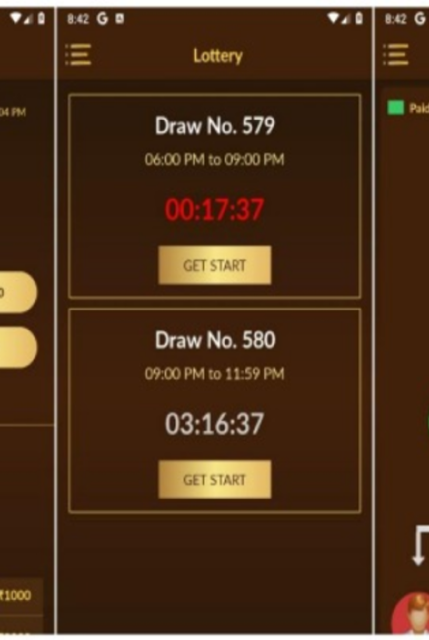 8:42 G
8:42 G
Lottery
04 PM
Paid
Draw No. 579
06:00 PM to 09:00 PM
00:17:37
GET START
Draw No. 580
09:00 PM to 11:59 PM
03:16:37
GET START
₹1000